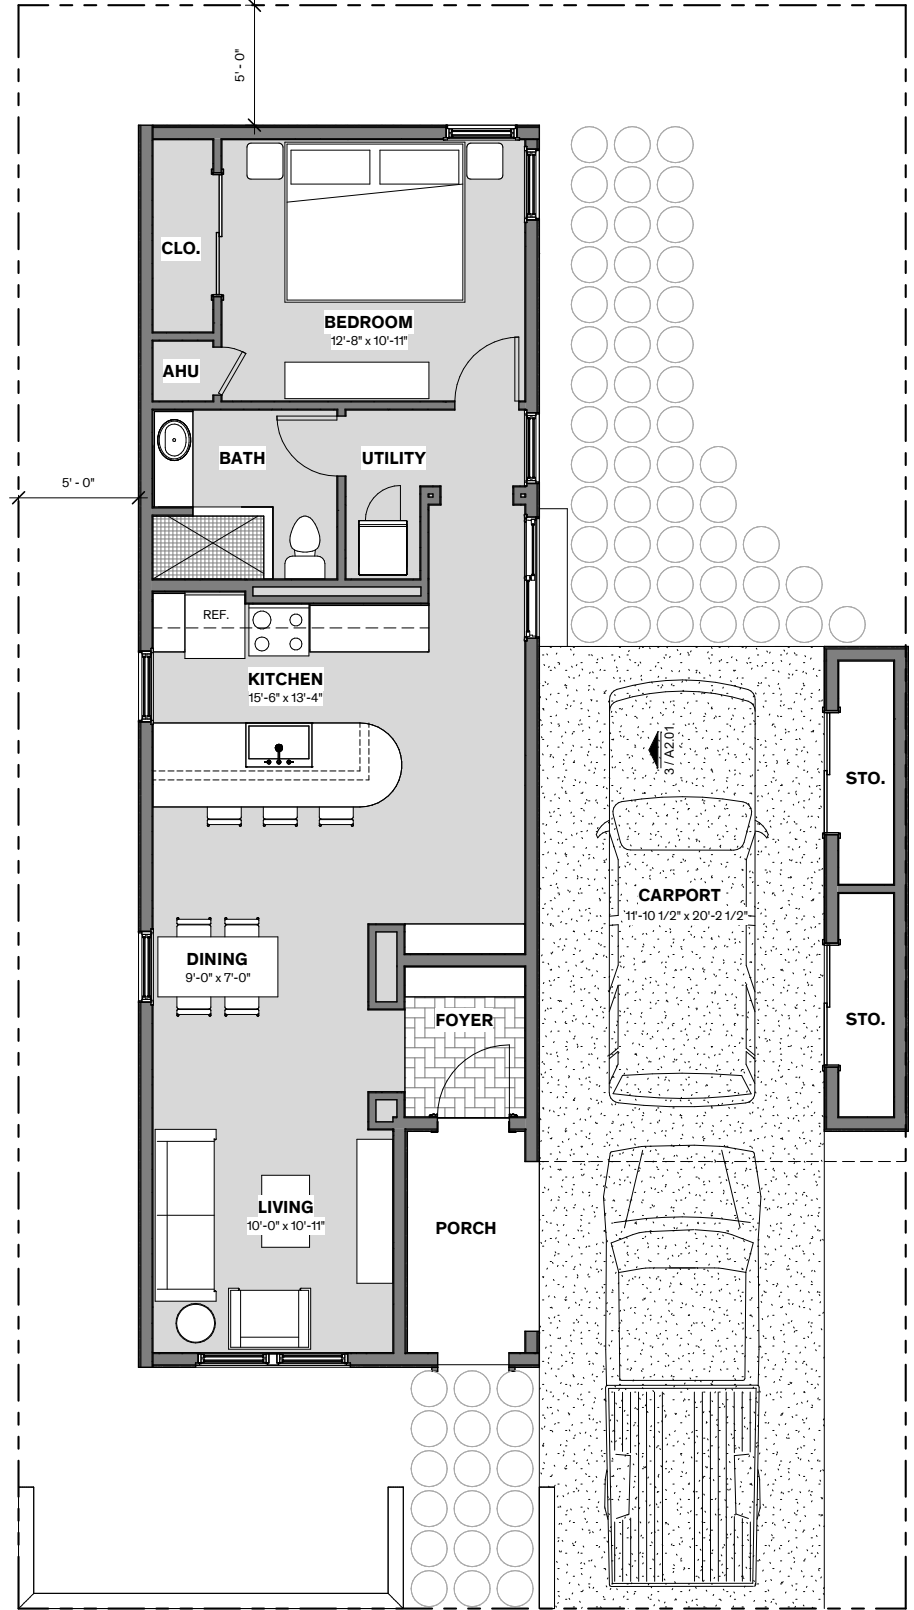 5' - 0"
CLO.
BEDROOM
12'-8" x 10'-11"
AHU
BATH
UTILITY
5' - 0"
REF.
KITCHEN
15'-6" x 13'-4"
3 / A2.01
STO.
CARPORT
11'-10 1/2" x 20'-2 1/2"
DINING
9'-0" x 7'-0"
FOYER
STO.
LIVING
10'-0" x 10'-11"
PORCH